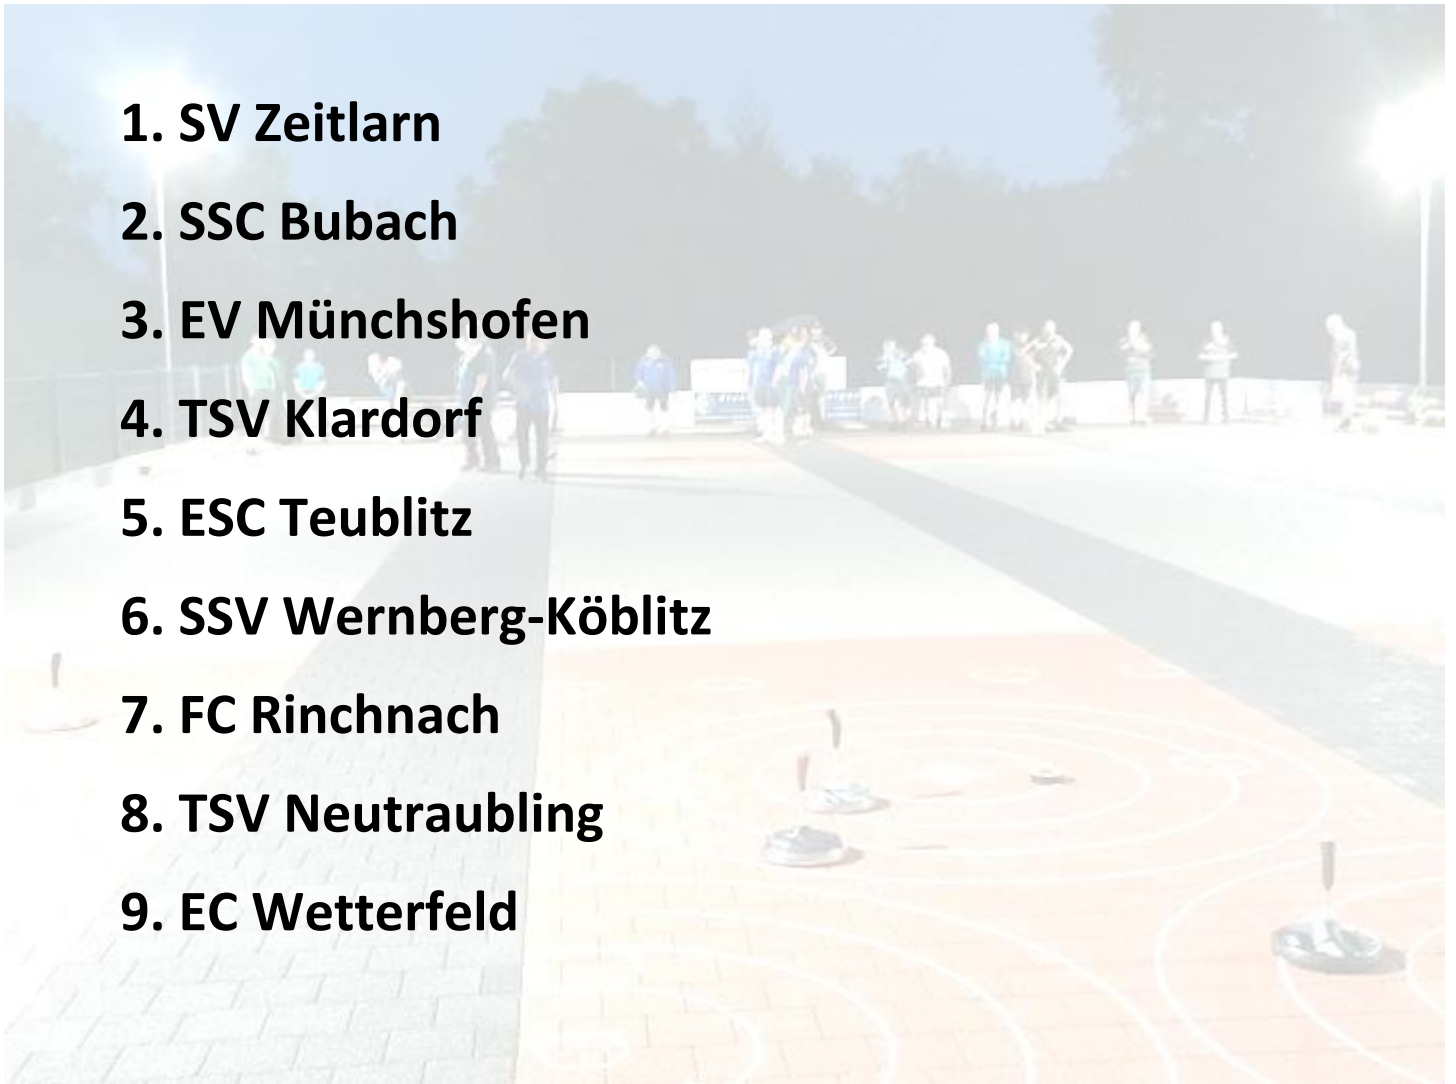 1. SV Zeitlarn
2. SSC Bubach
3. EV Münchshofen
4. TSV Klardorf
5. ESC Teublitz
6. SSV Wernberg-Köblitz
7. FC Rinchnach
8. TSV Neutraubling
9. EC Wetterfeld